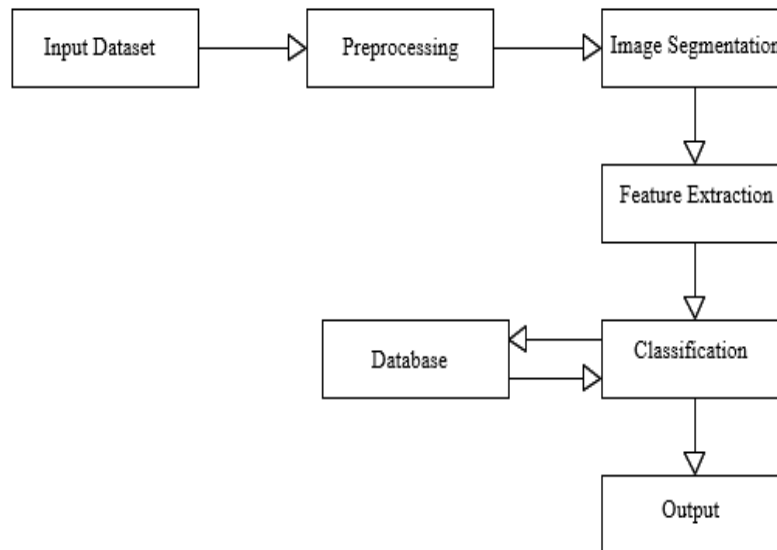 Input Dataset
Preprocessing
Image Segmentation
Feature Extraction
Database
Classification
Output